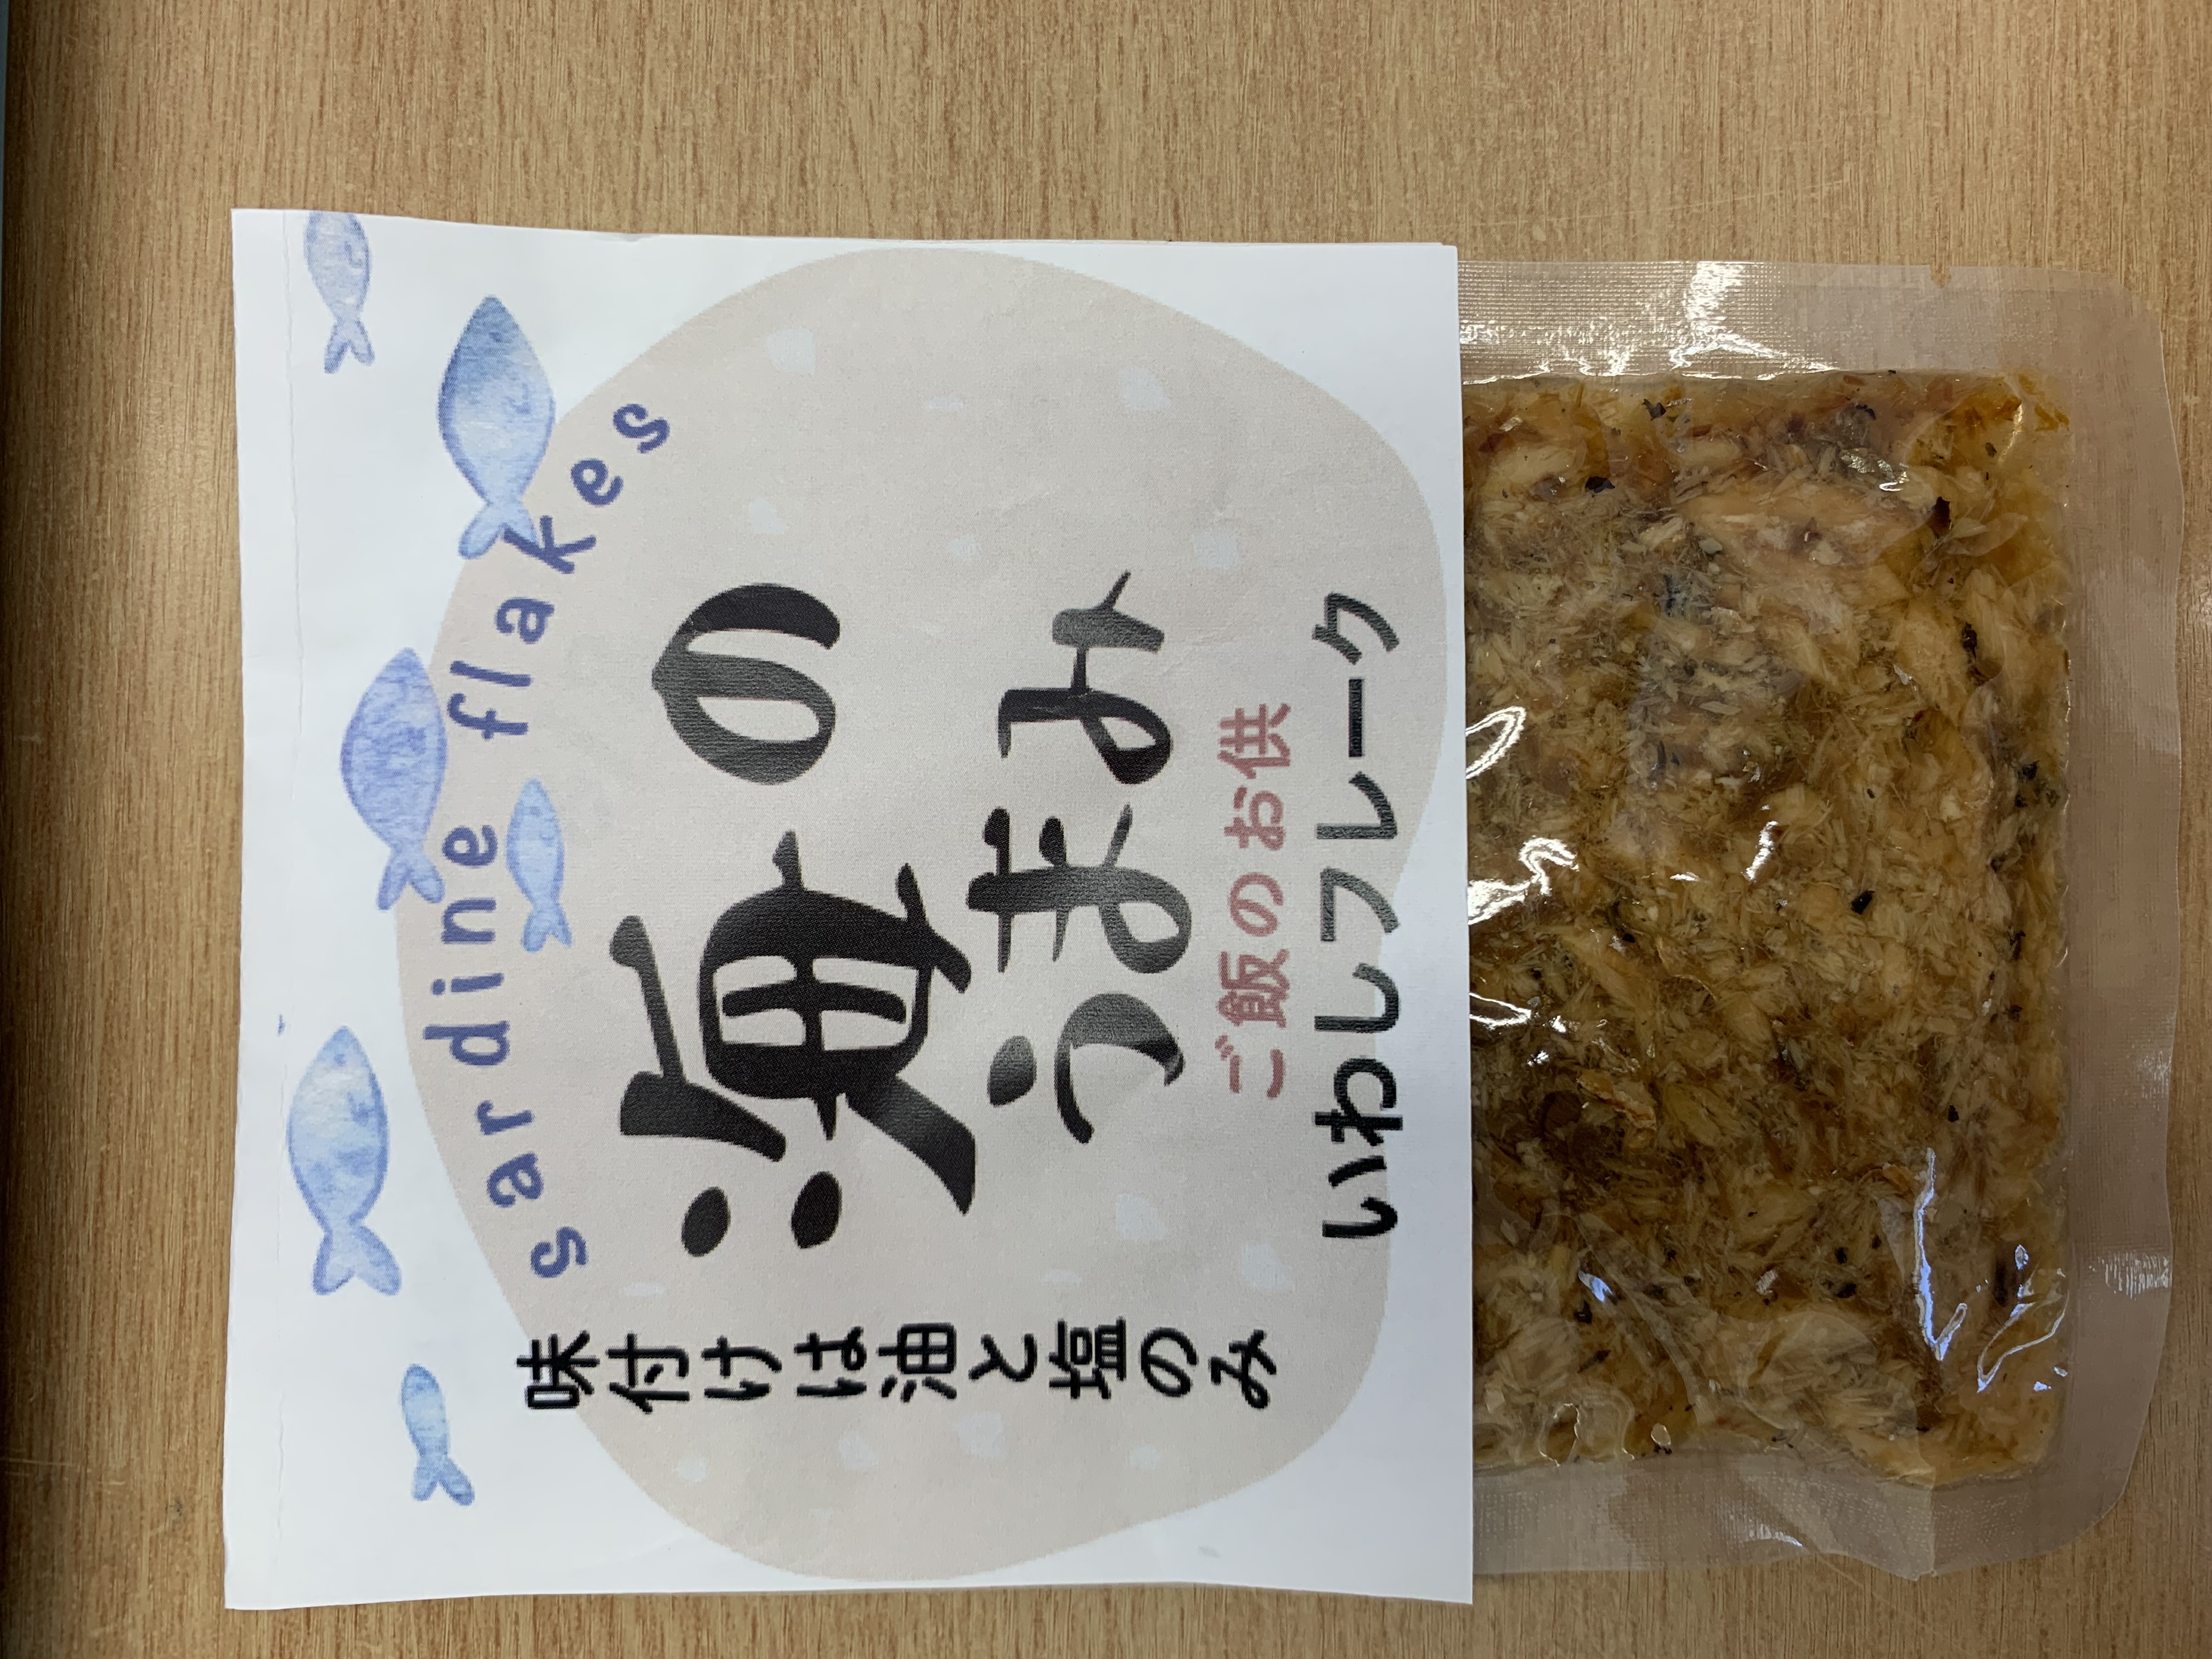 sardine flakes
海の
うまみ
ご飯のお供
いわしフレーク
味付けは油と塩のみ